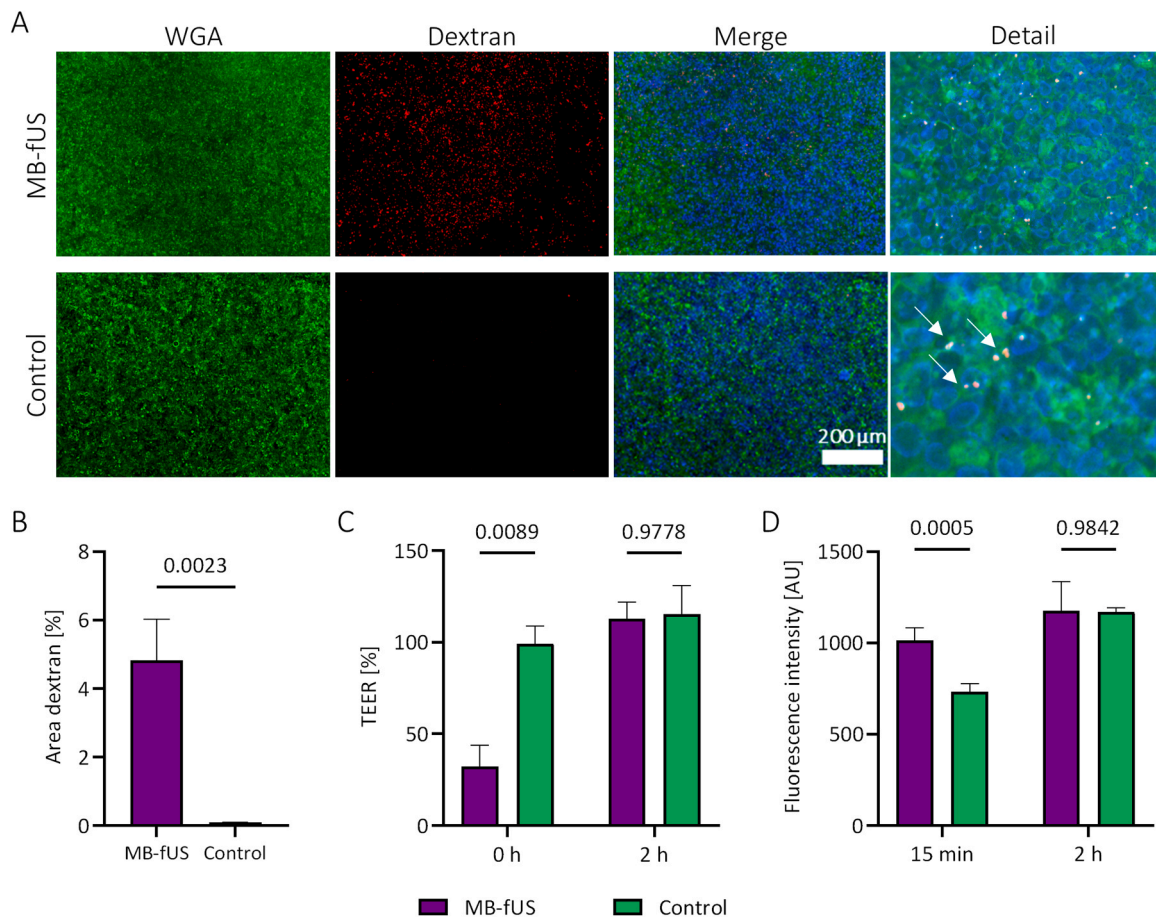 A
WGA
Dextran
Merge
Detail
MB-fUS
Control
200 µm
B
Area dextran [%]
8
6
4
2
0
0.0023
MB-fUS
Control
C
TEER [%]
150
100
50
0
0.0089
0.9778
0 h
2 h
D
Fluorescence intensity [AU]
1500
1000
500
0
0.0005
0.9842
15 min
2 h
MB-fUS
Control